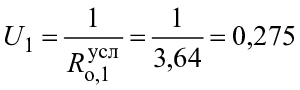 U₁ = 1 / R_{o,1}^{усл} = 1 / 3,64 = 0,275